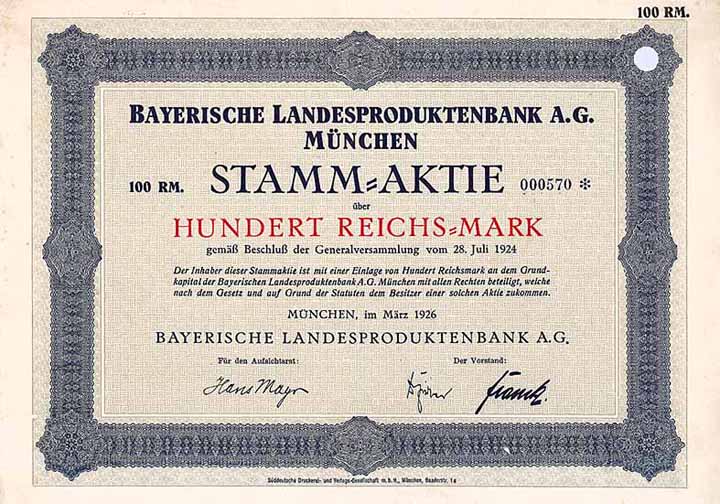 100 RM.
BAYERISCHE LANDESPRODUKTENBANK A.G.
MÜNCHEN
100 RM. STAMM=AKTIE 000570 *
über
HUNDERT REICHS=MARK
gemäß Beschluß der Generalversammlung vom 28. Juli 1924
Der Inhaber dieser Stammaktie ist mit einer Einlage von Hundert Reichsmark an dem Grund-
kapital der Bayerischen Landesproduktenbank A.G. München mit allen Rechten beteiligt, welche
nach dem Gesetz und auf Grund der Statuten dem Besitzer einer solchen Aktie zukommen.
MÜNCHEN, im März 1926
BAYERISCHE LANDESPRODUKTENBANK A.G.
Für den Aufsichtsrat: Der Vorstand:
Hans Mayr
Süddeutsche Druckerei- und Verlags-Gesellschaft m.b.H., München, Baaderstr. 1a